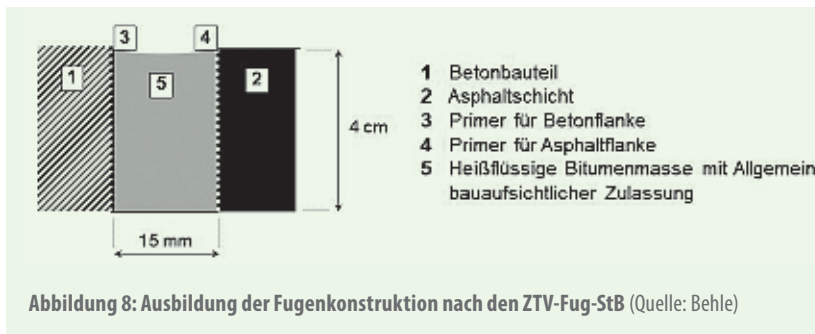 3
4
1
5
2
4 cm
15 mm
1 Betonbauteil
2 Asphaltschicht
3 Primer für Betonflanke
4 Primer für Asphaltflanke
5 Heißflüssige Bitumenmasse mit Allgemein
bauaufsichtlicher Zulassung
Abbildung 8: Ausbildung der Fugenkonstruktion nach den ZTV-Fug-StB (Quelle: Behle)